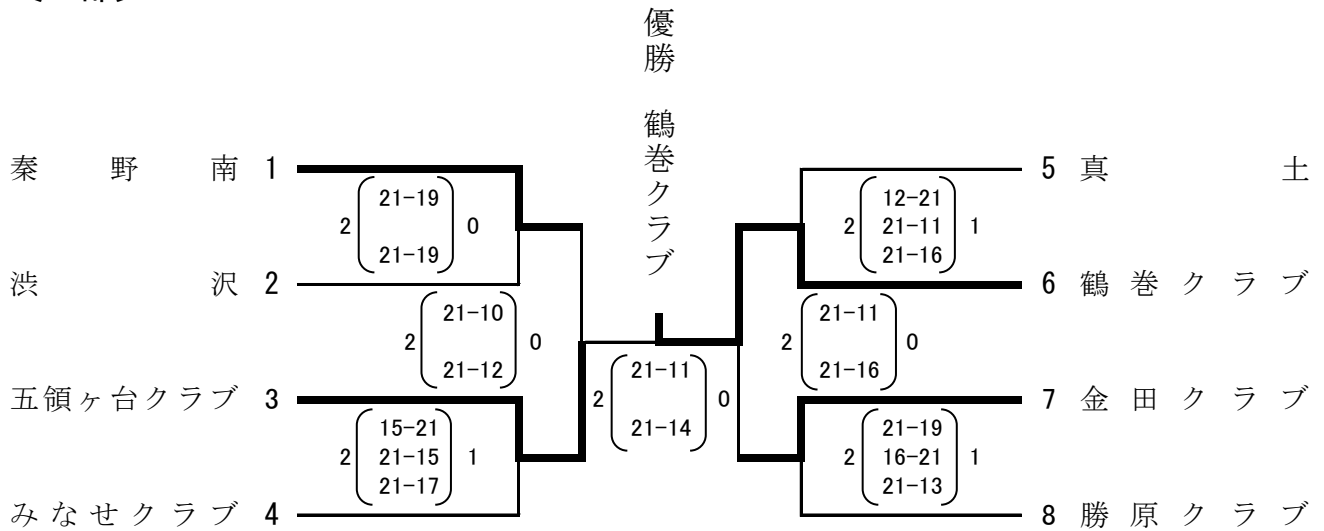 優勝 鶴巻クラブ
秦野南 1
21-19
2 0
21-19
渋沢 2
21-10
2 0
21-12
五領ヶ台クラブ 3
15-21
2 21-15 1
21-17
みなせクラブ 4
21-11
2 0
21-14
5 真土
12-21
2 21-11 1
21-16
6 鶴巻クラブ
21-11
2 0
21-16
7 金田クラブ
21-19
2 16-21 1
21-13
8 勝原クラブ